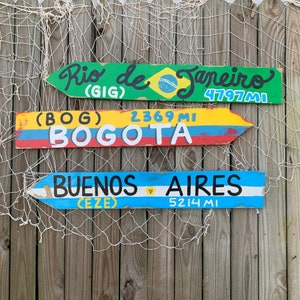 Rio de Janeiro
(GIG) 4797 MI
(BOG) 2369 MI
BOGOTA
BUENOS AIRES
(EZE) 5214 MI